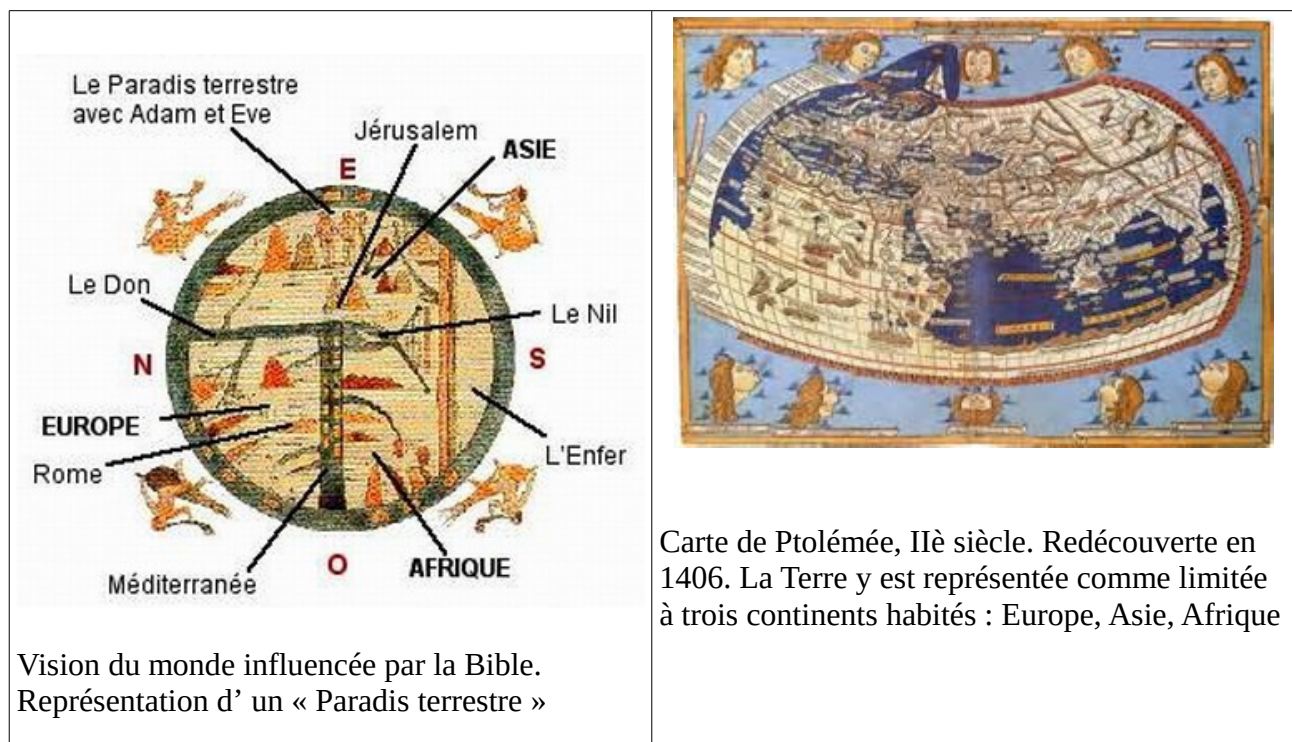 Le Paradis terrestre
avec Adam et Eve
Jérusalem
ASIE
E
Le Don
Le Nil
N
S
EUROPE
Rome
L'Enfer
O
AFRIQUE
Méditerranée
Vision du monde influencée par la Bible.
Représentation d’ un « Paradis terrestre »
Carte de Ptolémée, IIè siècle. Redécouverte en
1406. La Terre y est représentée comme limitée
à trois continents habités : Europe, Asie, Afrique